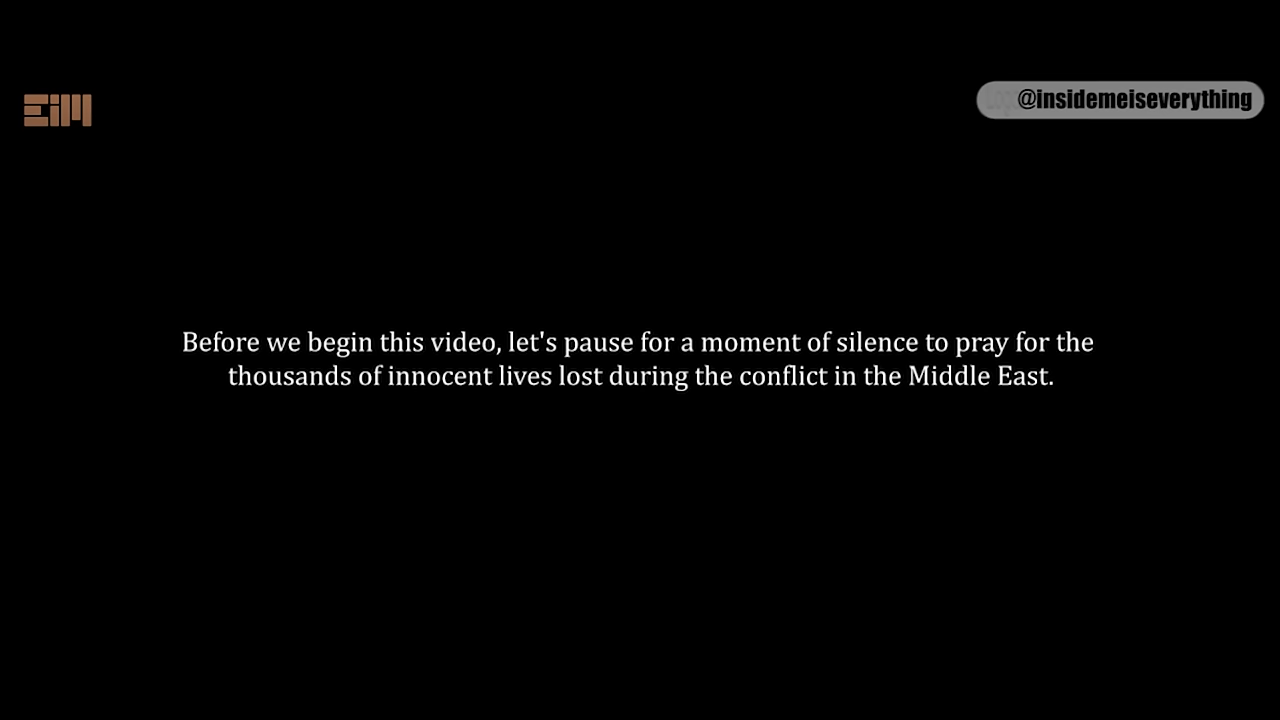 EiM
@insidemeiseverything
Before we begin this video, let's pause for a moment of silence to pray for the
thousands of innocent lives lost during the conflict in the Middle East.